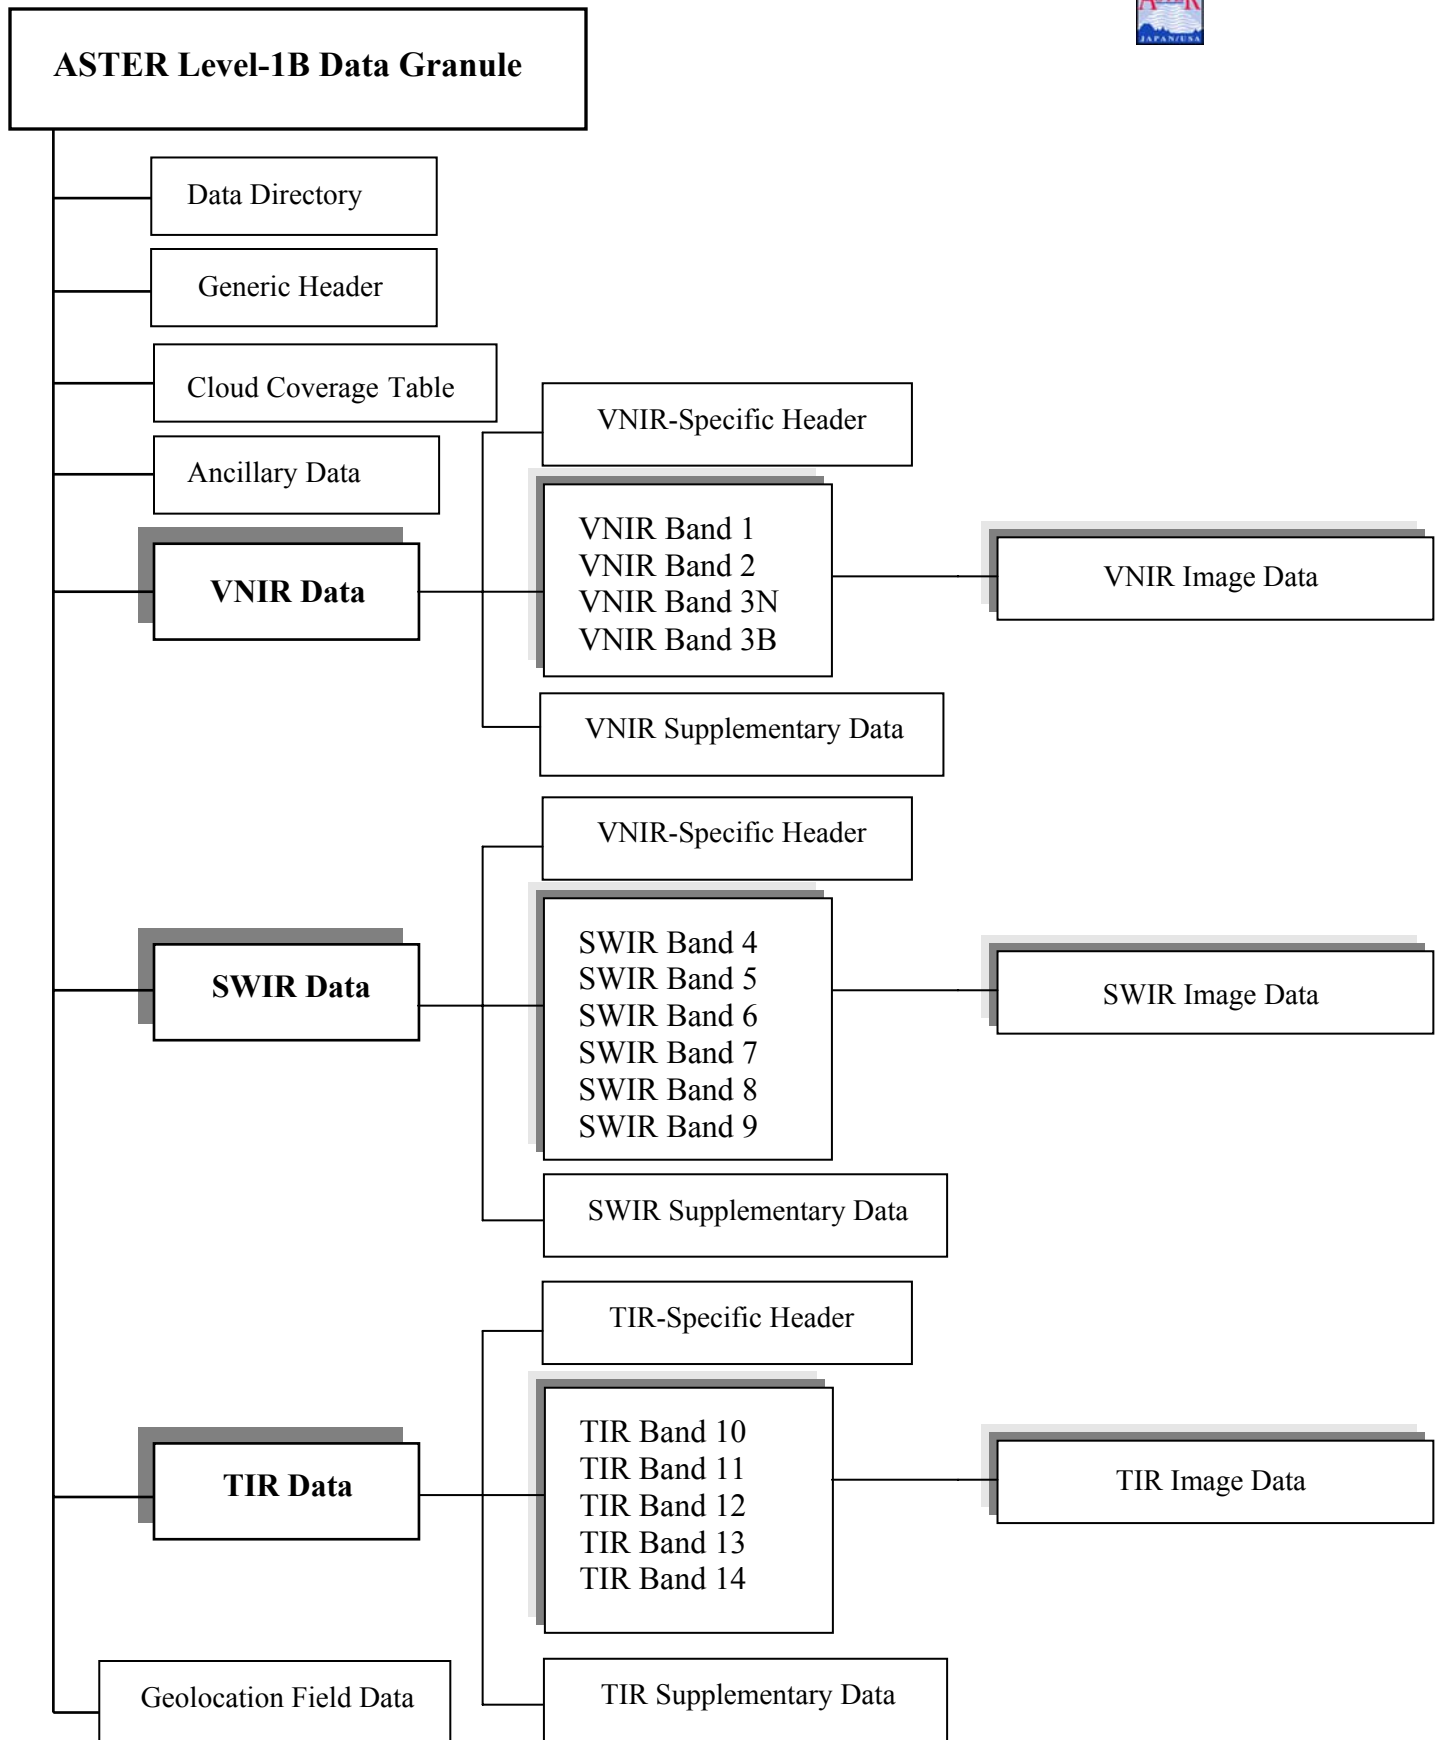 ASTER
JAPAN/USA
ASTER Level-1B Data Granule
Data Directory
Generic Header
Cloud Coverage Table
Ancillary Data
VNIR Data
VNIR-Specific Header
VNIR Band 1
VNIR Band 2
VNIR Band 3N
VNIR Band 3B
VNIR Image Data
VNIR Supplementary Data
SWIR Data
VNIR-Specific Header
SWIR Band 4
SWIR Band 5
SWIR Band 6
SWIR Band 7
SWIR Band 8
SWIR Band 9
SWIR Image Data
SWIR Supplementary Data
TIR Data
TIR-Specific Header
TIR Band 10
TIR Band 11
TIR Band 12
TIR Band 13
TIR Band 14
TIR Image Data
TIR Supplementary Data
Geolocation Field Data